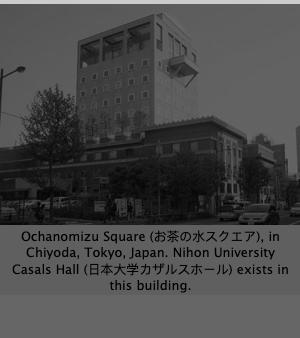 Ochanomizu Square (お茶の水スクエア), in
Chiyoda, Tokyo, Japan. Nihon University
Casals Hall (日本大学カザルスホール) exists in
this building.